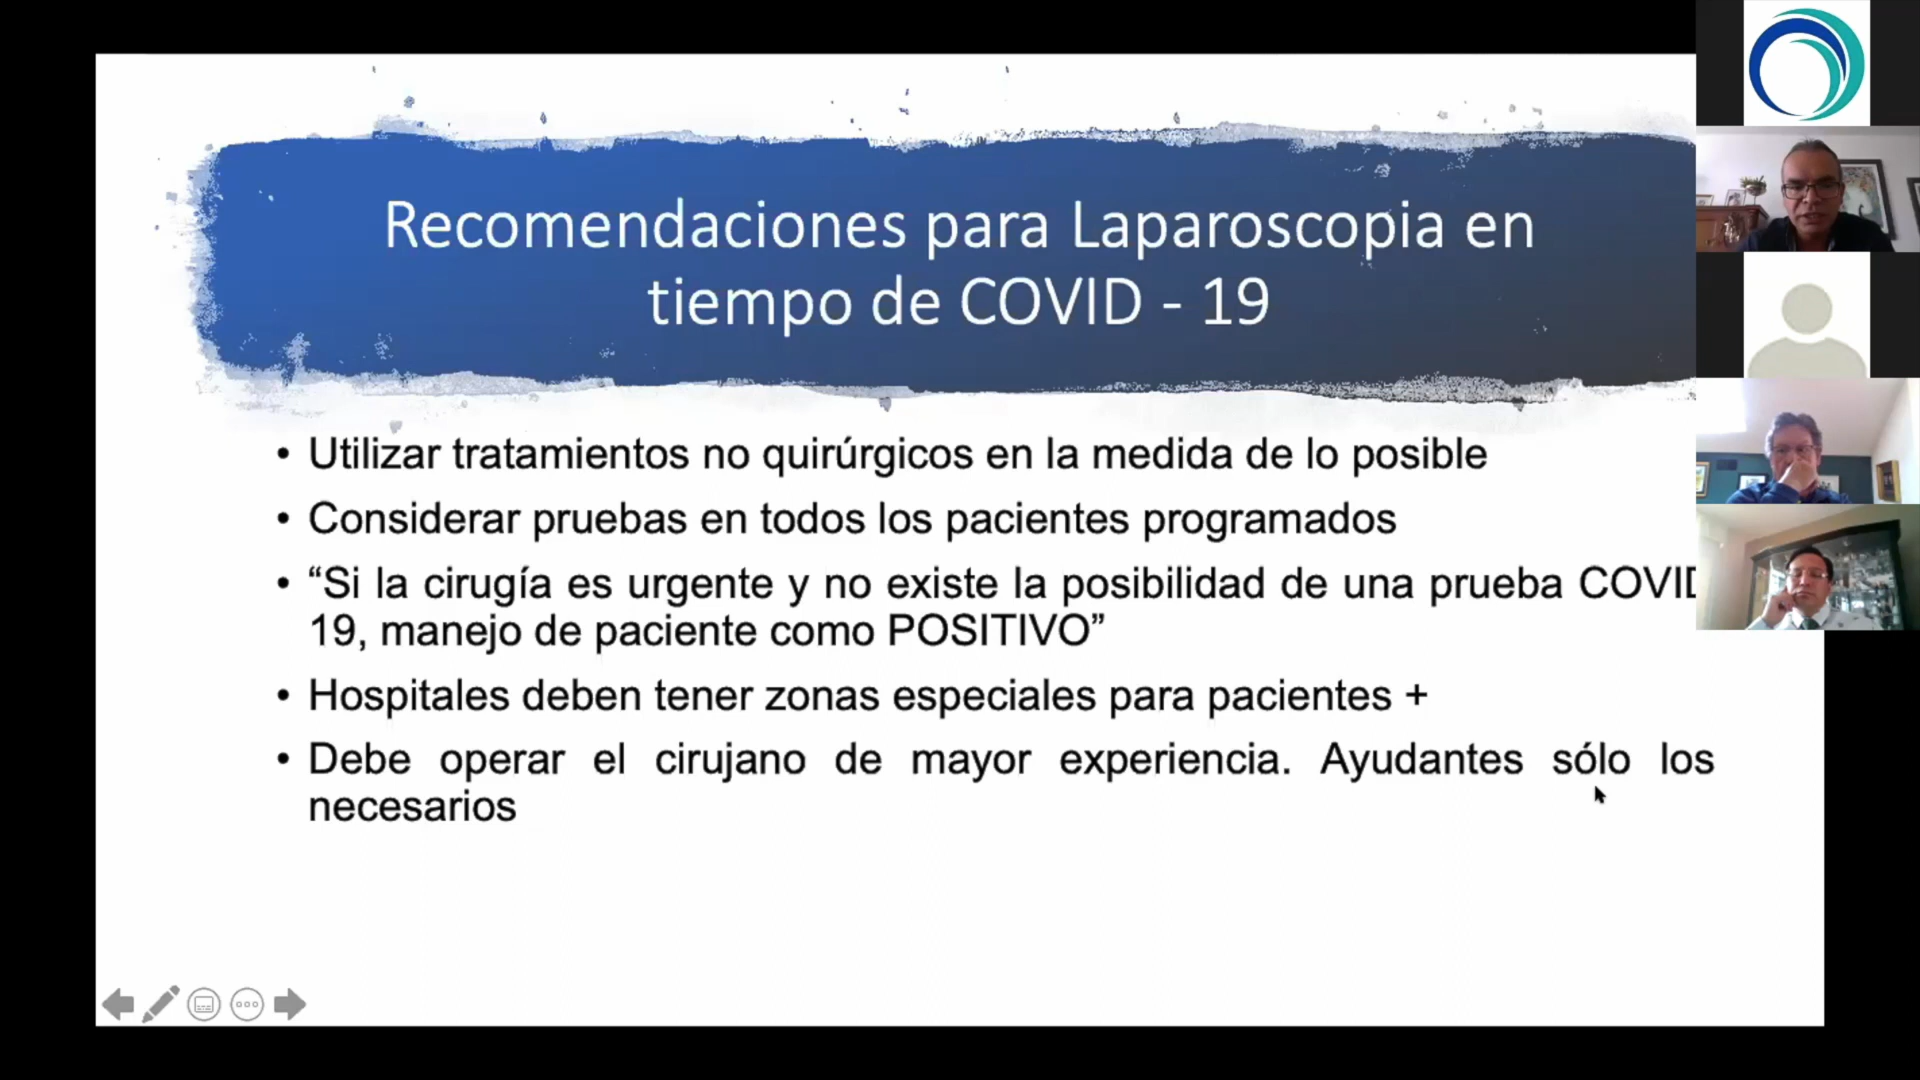 Recomendaciones para Laparoscopia en
tiempo de COVID - 19
• Utilizar tratamientos no quirúrgicos en la medida de lo posible
• Considerar pruebas en todos los pacientes programados
• “Si la cirugía es urgente y no existe la posibilidad de una prueba COVID
19, manejo de paciente como POSITIVO”
• Hospitales deben tener zonas especiales para pacientes +
• Debe operar el cirujano de mayor experiencia. Ayudantes sólo los
necesarios